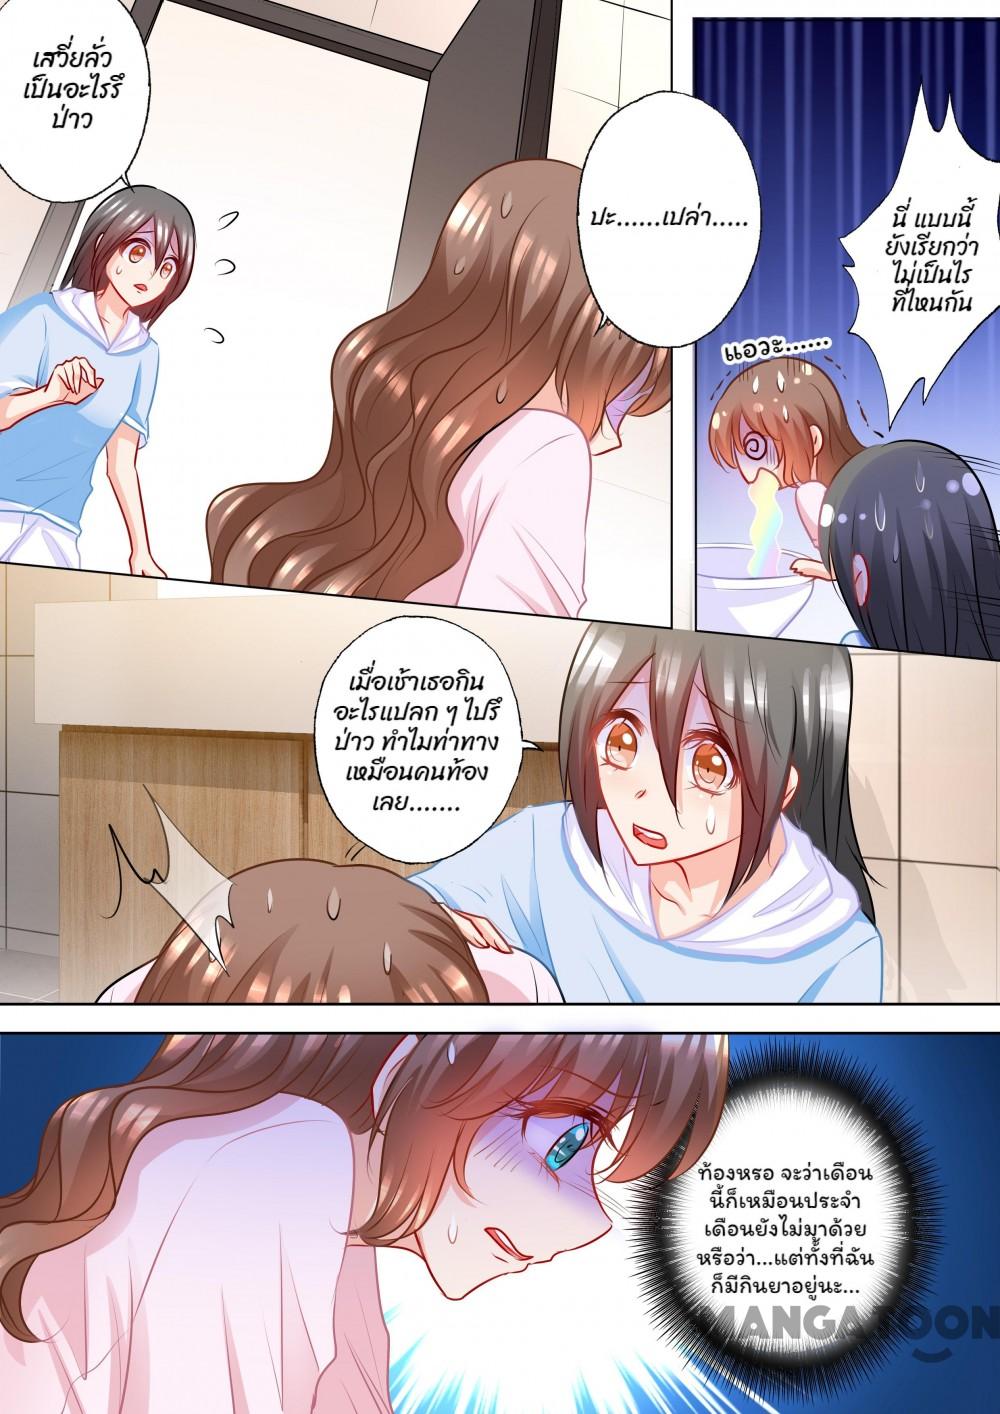 เสวี่ยลั่ว
เป็นอะไรรึ
ป่าว
ปะ......เปล่า.....
นี่ แบบนี้
ยังเรียกว่า
ไม่เป็นไร
ที่ไหนกัน
แอวะ......
เมื่อเช้าเธอกิน
อะไรแปลก ๆ ไปรึ
ป่าว ทำไมท่าทาง
เหมือนคนท้อง
เลย.......
ท้องหรอ จะว่าเดือน
นี้ก็เหมือนประจำ
เดือนยังไม่มาด้วย
หรือว่า...แต่ทั้งที่ฉัน
ก็มีกินยาอยู่นะ...
MANGATOON